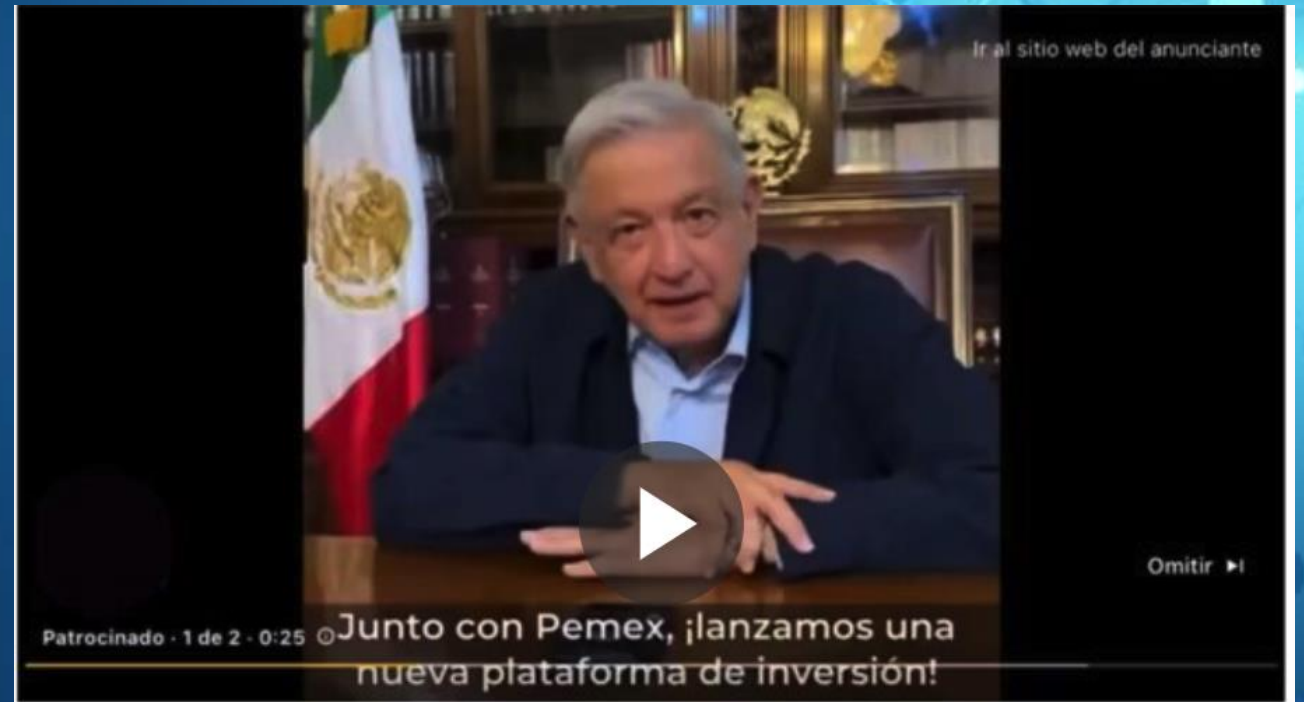 Ir al sitio web del anunciante
Omitir
Patrocinado · 1 de 2 · 0:25
Junto con Pemex, ¡lanzamos una
nueva plataforma de inversión!